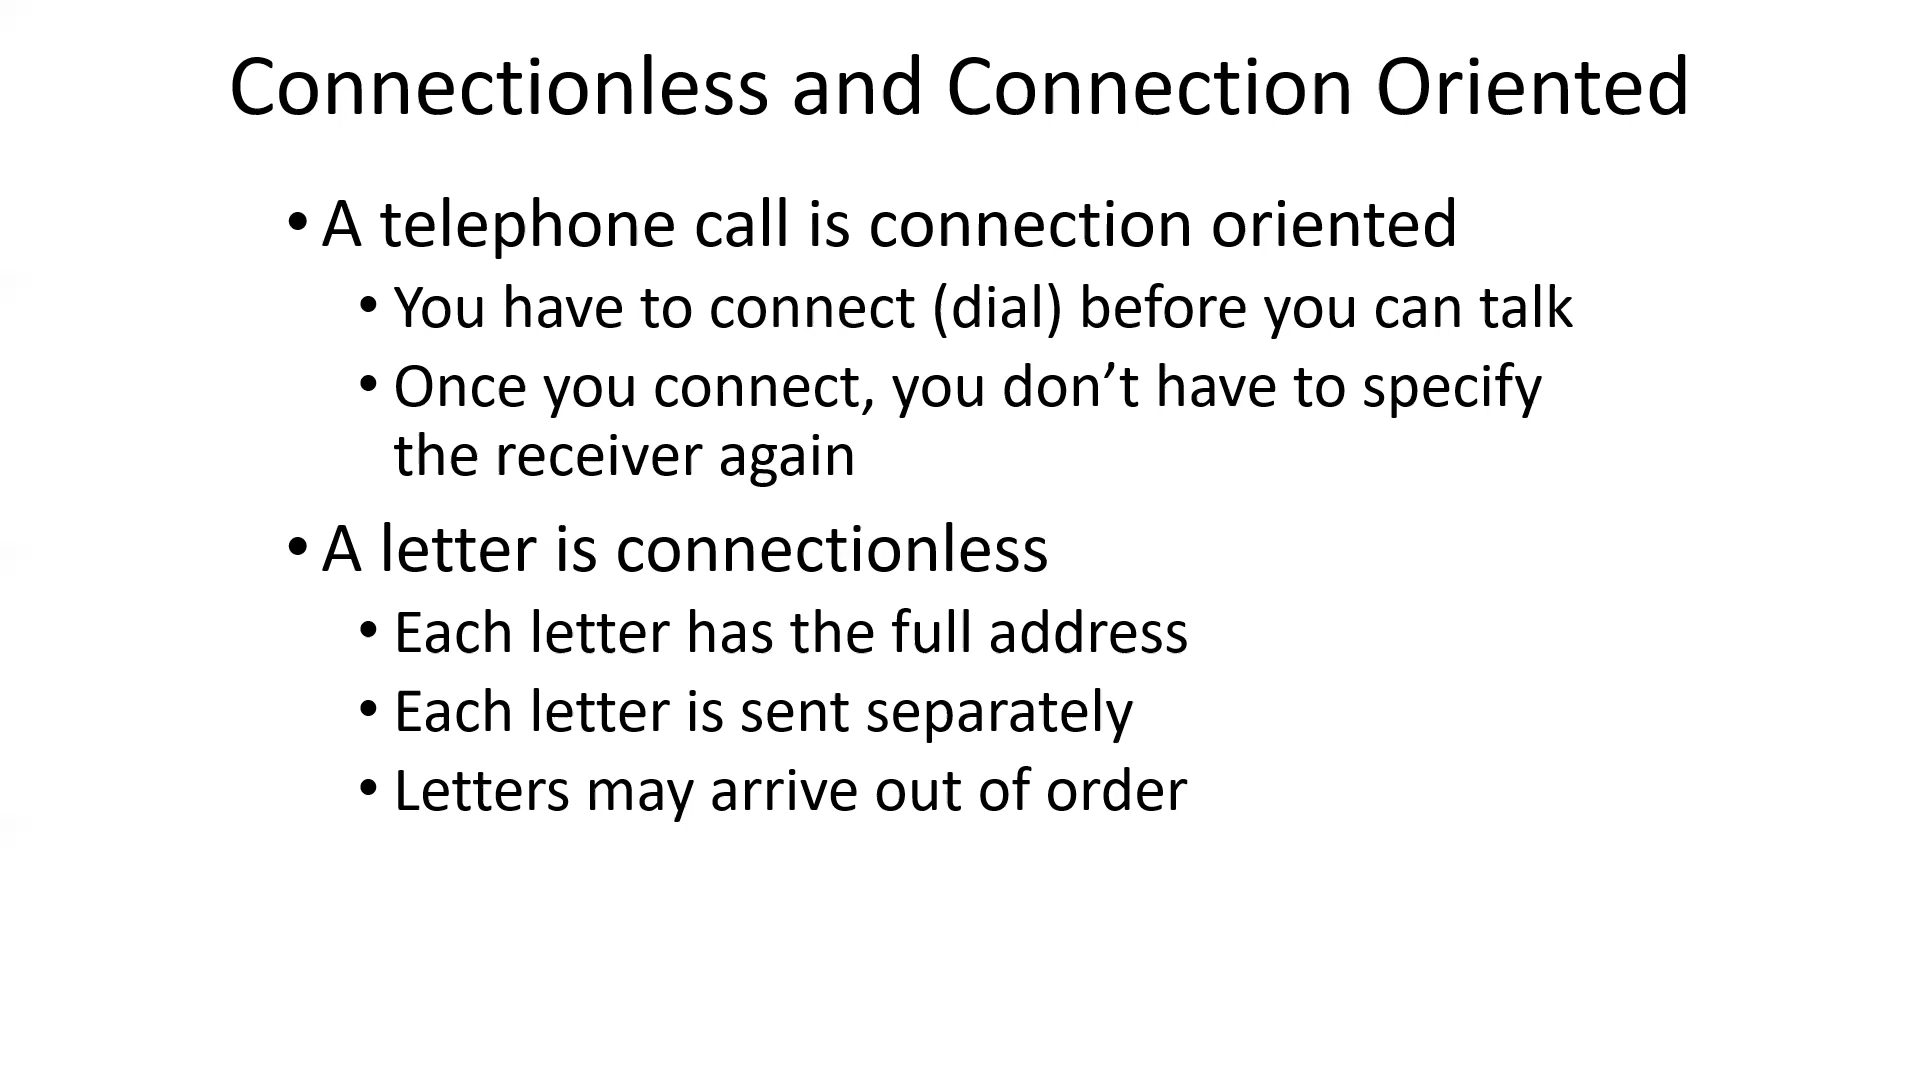 Connectionless and Connection Oriented
• A telephone call is connection oriented
• You have to connect (dial) before you can talk
• Once you connect, you don’t have to specify
the receiver again
• A letter is connectionless
• Each letter has the full address
• Each letter is sent separately
• Letters may arrive out of order